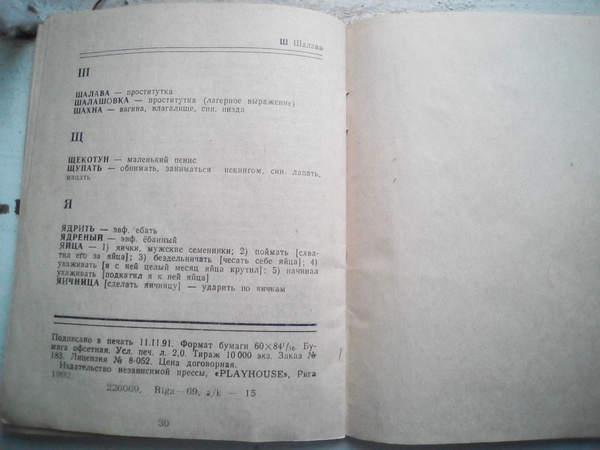 Ш Шалава
Ш
ШАЛАВА — проститутка
ШАЛАШОВКА — проститутка (лагерное выражение)
ШАХНА — вагина, влагалище, син. пизда
Щ
ЩЕКОТУН — маленький пенис
ЩУПАТЬ — обнимать, заниматься некингом, син. лапать,
мацать
Я
ЯДРИТЬ — эвф. ебать
ЯДРЕНЫЙ — эвф. ёбанный
ЯЙЦА — 1) яички, мужские семенники; 2) поймать [схва-
тил его за яйца]; 3) бездельничать [чесать себе яйца]; 4)
ухаживать [я с ней целый месяц яйца крутил]; 5) начиная
ухаживать [подкатил я к ней яйца]
ЯИЧНИЦА [сделать яичницу] — ударить по яичкам
Подписано в печать 11.11.91. Формат бумаги 60×84¹/₁₆. Бу-
мага офсетная. Усл. печ. л. 2,0. Тираж 10 000 экз. Заказ №
183. Лицензия № 8-052. Цена договорная.
Издательство независимой прессы, «PLAYHOUSE», Рига
1992
226069, Riga—69, a/k — 15
30